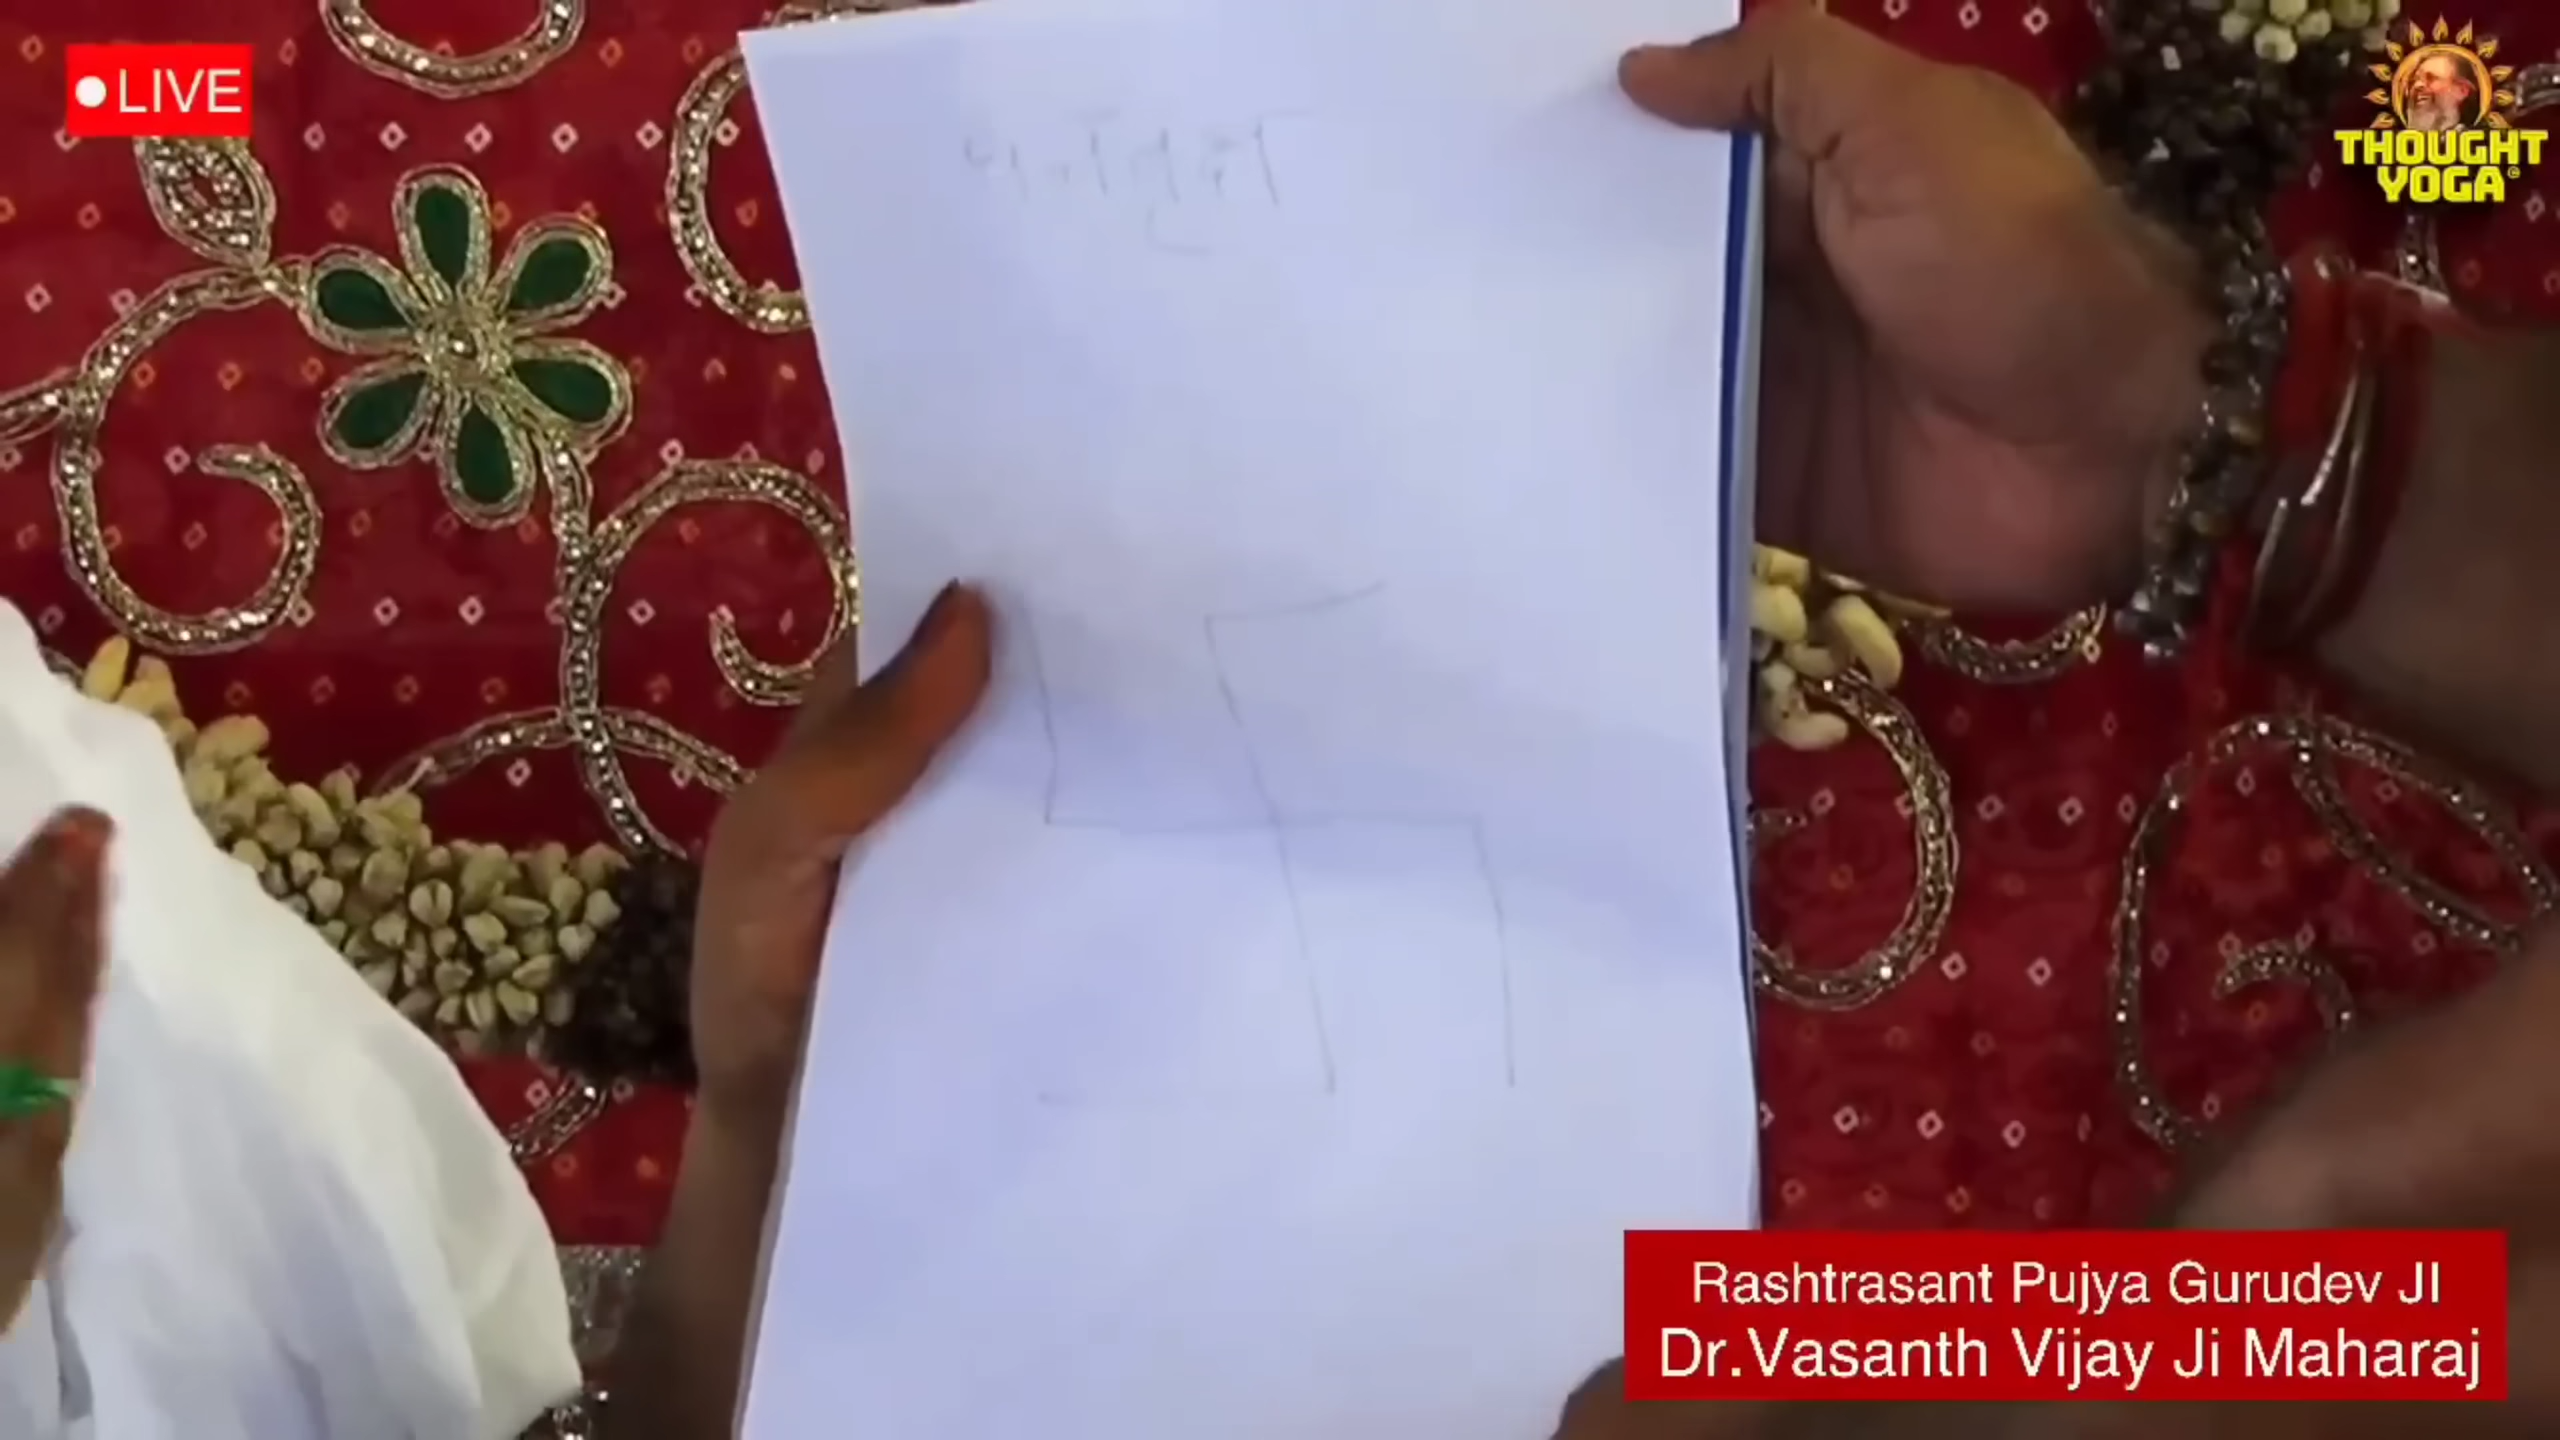 LIVE
THOUGHT
YOGA
Rashtrasant Pujya Gurudev JI
Dr.Vasanth Vijay Ji Maharaj